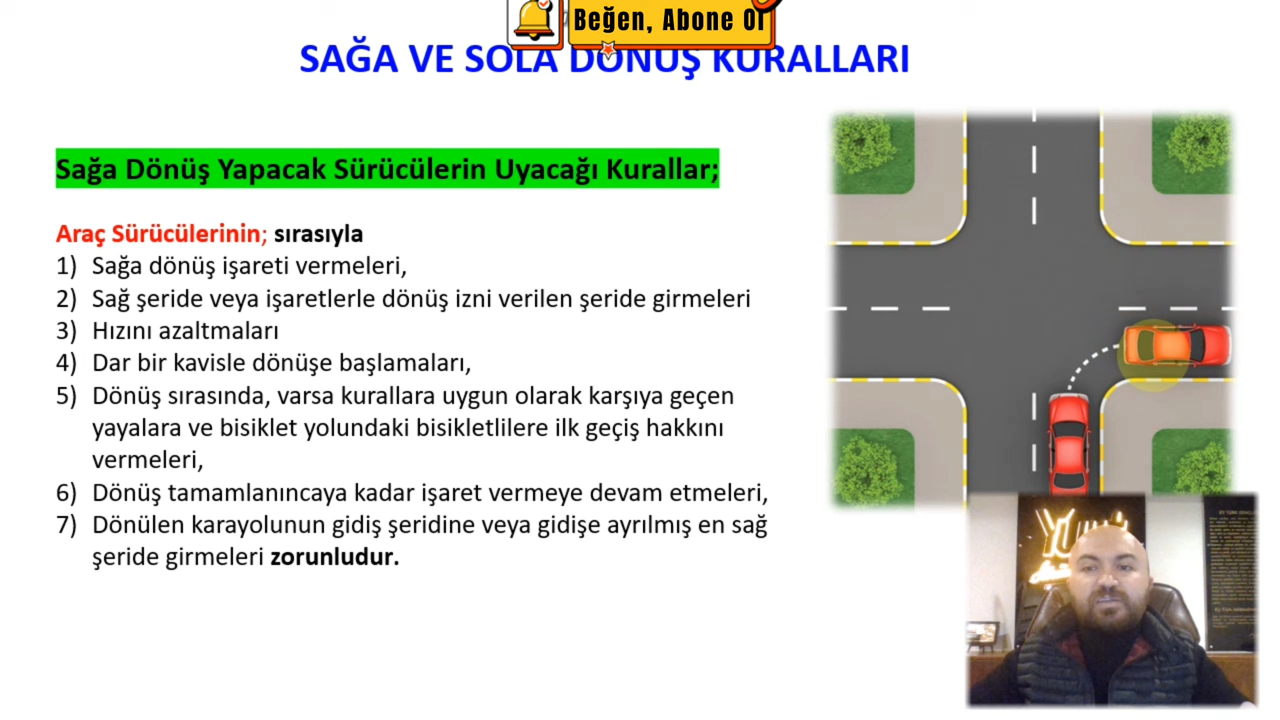 Beğen, Abone Ol
SAĞA VE SOLA DÖNÜŞ KURALLARI
Sağa Dönüş Yapacak Sürücülerin Uyacağı Kurallar;
Araç Sürücülerinin; sırasıyla
1) Sağa dönüş işareti vermeleri,
2) Sağ şeride veya işaretlerle dönüş izni verilen şeride girmeleri
3) Hızını azaltmaları
4) Dar bir kavisle dönüşe başlamaları,
5) Dönüş sırasında, varsa kurallara uygun olarak karşıya geçen
yayalara ve bisiklet yolundaki bisikletlilere ilk geçiş hakkını
vermeleri,
6) Dönüş tamamlanıncaya kadar işaret vermeye devam etmeleri,
7) Dönülen karayolunun gidiş şeridine veya gidişe ayrılmış en sağ
şeride girmeleri zorunludur.